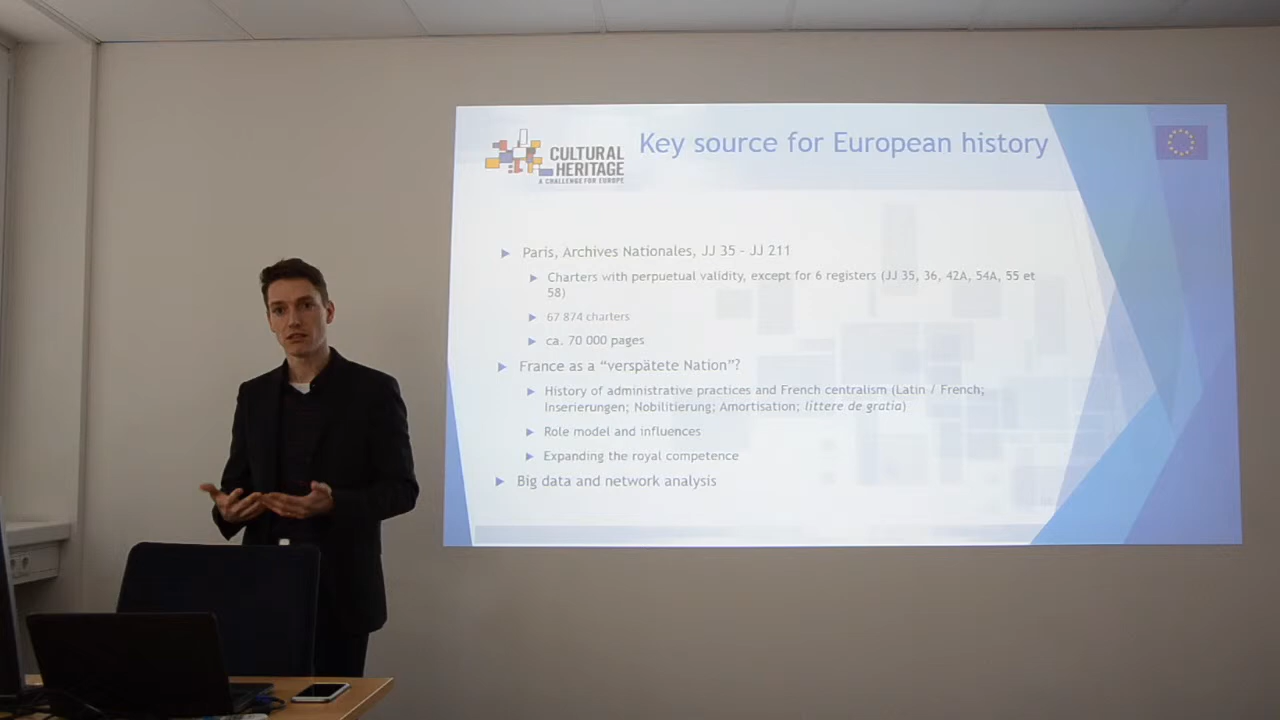 CULTURAL
HERITAGE
A CHALLENGE FOR EUROPE
Key source for European history
Paris, Archives Nationales, JJ 35 - JJ 211
Charters with perpuetual validity, except for 6 registers (JJ 35, 36, 42A, 54A, 55 et
58)
67 874 charters
ca. 70 000 pages
France as a “verspätete Nation”?
History of administrative practices and French centralism (Latin / French;
Inserierungen; Nobilitierung; Amortisation; littere de gratia)
Role model and influences
Expanding the royal competence
Big data and network analysis